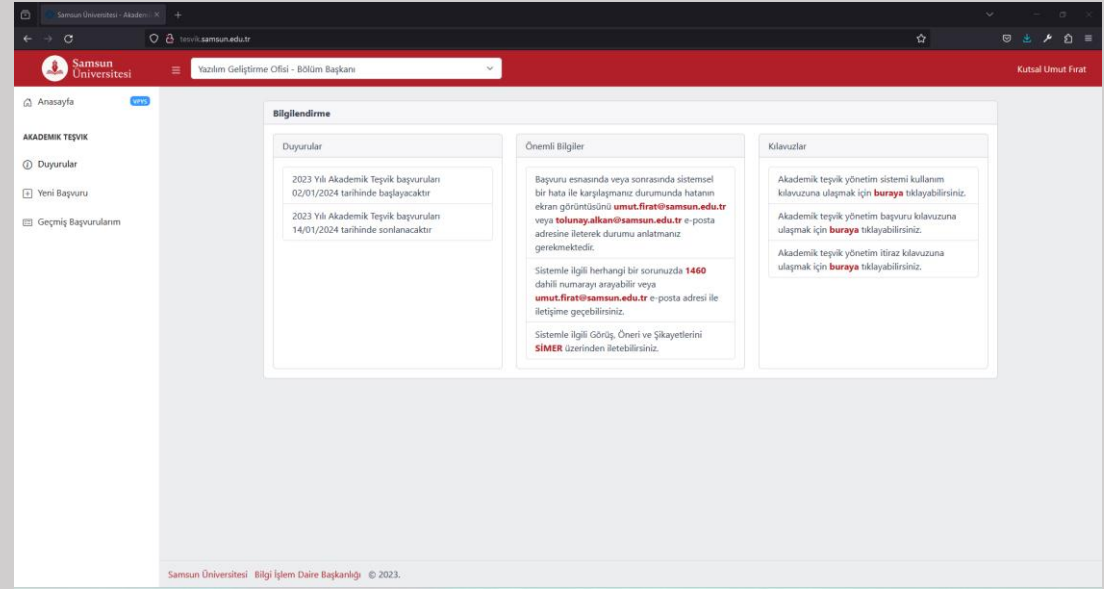 Samsun Üniversitesi - Akademi
tesvik.samsun.edu.tr
Samsun
Üniversitesi
Yazılım Geliştirme Ofisi - Bölüm Başkanı
Kutsal Umut Fırat
Anasayfa
VPYS
AKADEMIK TEŞVIK
Duyurular
Yeni Başvuru
Geçmiş Başvurularım
Bilgilendirme
Duyurular
2023 Yılı Akademik Teşvik başvuruları
02/01/2024 tarihinde başlayacaktır
2023 Yılı Akademik Teşvik başvuruları
14/01/2024 tarihinde sonlanacaktır
Önemli Bilgiler
Başvuru esnasında veya sonrasında sistemsel
bir hata ile karşılaşmanız durumunda hatanın
ekran görüntüsünü umut.firat@samsun.edu.tr
veya tolunay.alkan@samsun.edu.tr e-posta
adresine ileterek durumu anlatmanız
gerekmektedir.
Sistemle ilgili herhangi bir sorunuzda 1460
dahili numarayı arayabilir veya
umut.firat@samsun.edu.tr e-posta adresi ile
iletişime geçebilirsiniz.
Sistemle ilgili Görüş, Öneri ve Şikayetlerini
SİMER üzerinden iletebilirsiniz.
Kılavuzlar
Akademik teşvik yönetim sistemi kullanım
kılavuzuna ulaşmak için buraya tıklayabilirsiniz.
Akademik teşvik yönetim başvuru kılavuzuna
ulaşmak için buraya tıklayabilirsiniz.
Akademik teşvik yönetim itiraz kılavuzuna
ulaşmak için buraya tıklayabilirsiniz.
Samsun Üniversitesi Bilgi İşlem Daire Başkanlığı © 2023.